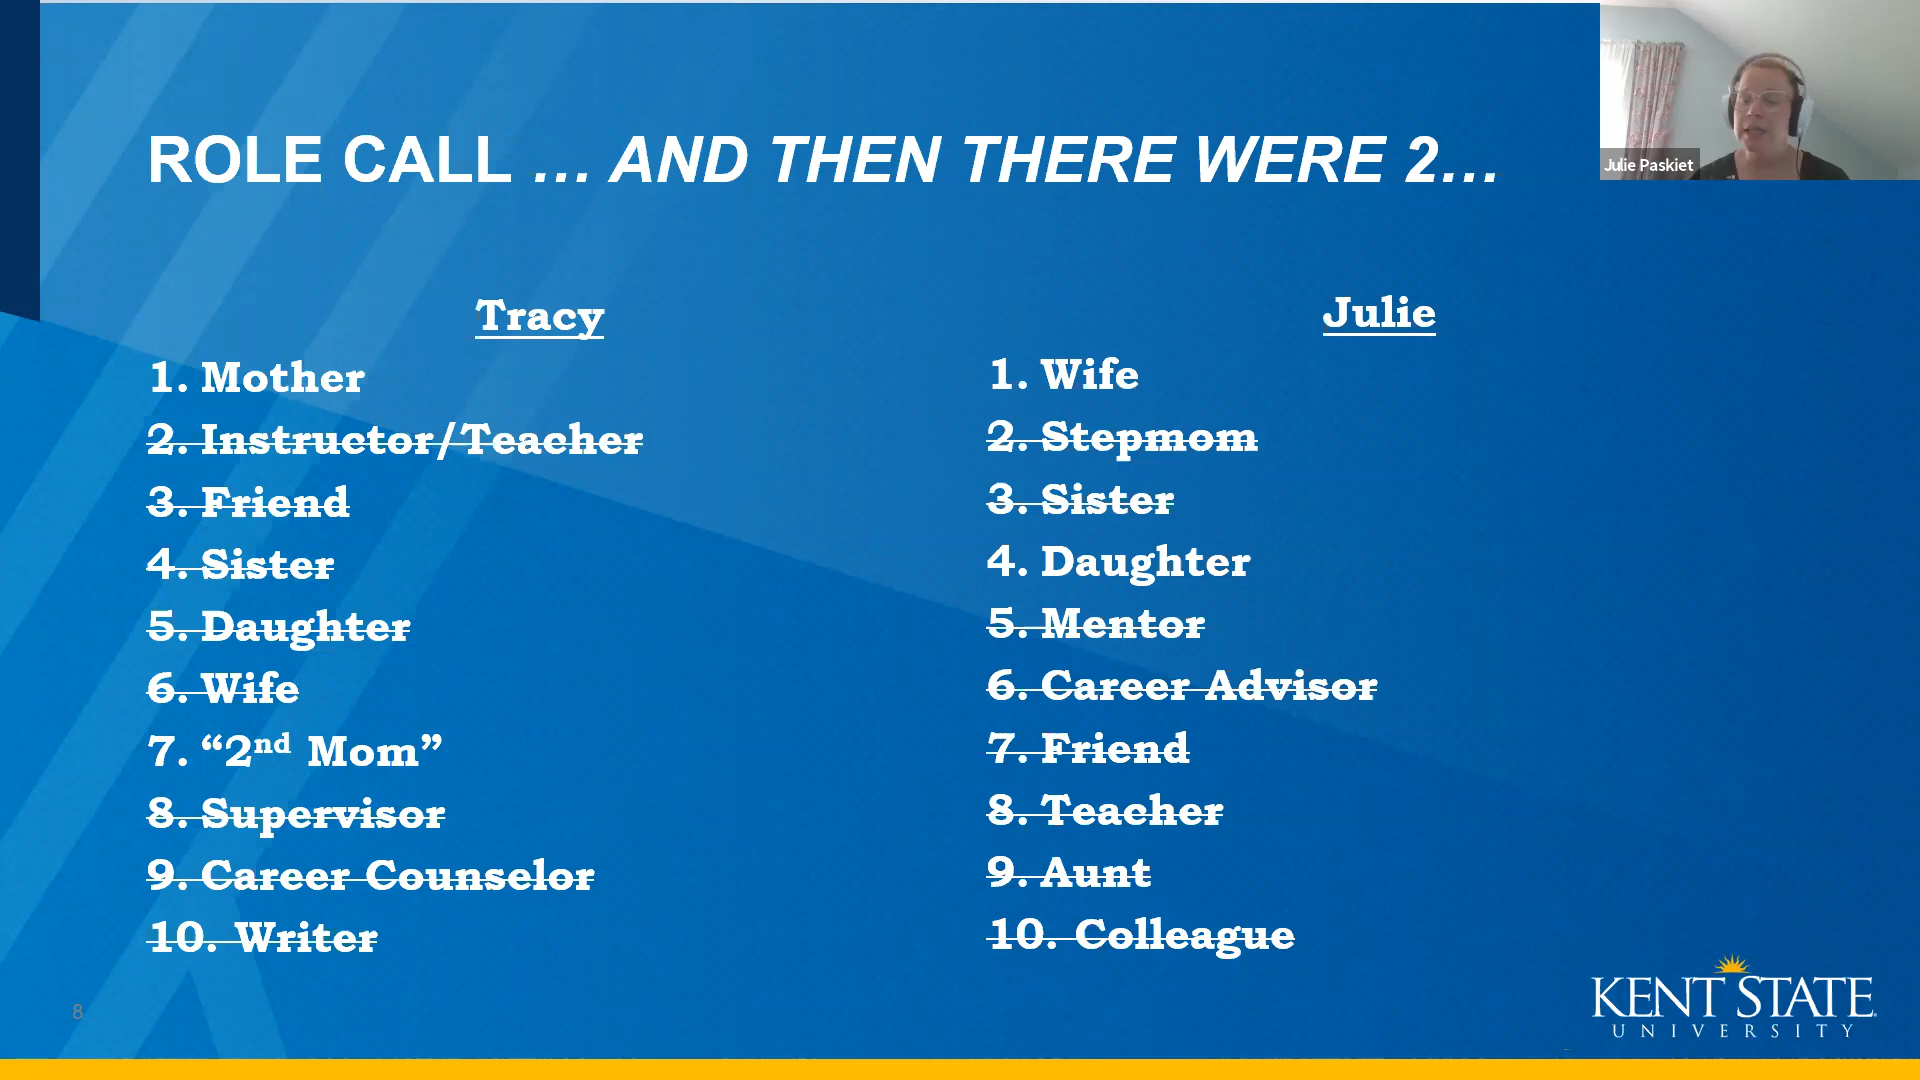 ROLE CALL … AND THEN THERE WERE 2…
Julie Paskiet
Tracy
1. Mother
2. Instructor/Teacher
3. Friend
4. Sister
5. Daughter
6. Wife
7. “2nd Mom”
8. Supervisor
9. Career Counselor
10. Writer
Julie
1. Wife
2. Stepmom
3. Sister
4. Daughter
5. Mentor
6. Career Advisor
7. Friend
8. Teacher
9. Aunt
10. Colleague
8
KENT STATE
UNIVERSITY